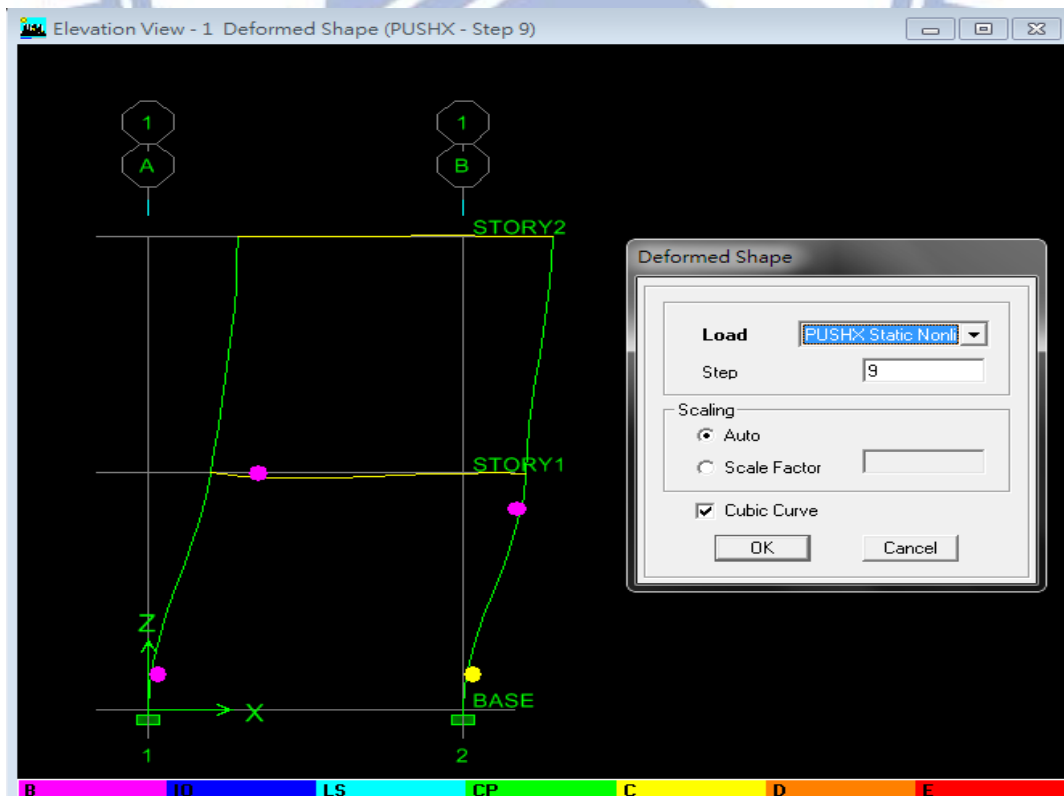 Elevation View - 1 Deformed Shape (PUSHX - Step 9)
1 1
A B
STORY2
STORY1
Z
X
BASE
1 2
Deformed Shape
Load PUSHX Static Nonli
Step 9
Scaling
Auto
Scale Factor
Cubic Curve
OK Cancel
B IO LS CP C D E